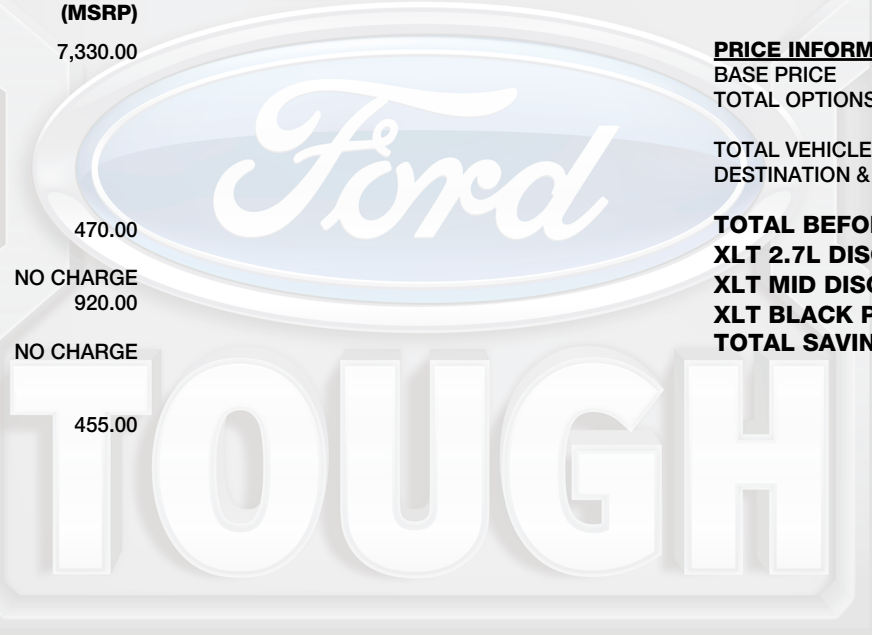 (MSRP)
7,330.00
470.00
NO CHARGE
920.00
NO CHARGE
455.00
PRICE INFORM
BASE PRICE
TOTAL OPTIONS
TOTAL VEHICLE
DESTINATION &
TOTAL BEFO
XLT 2.7L DIS
XLT MID DISC
XLT BLACK P
TOTAL SAVIN
Ford
TOUGH